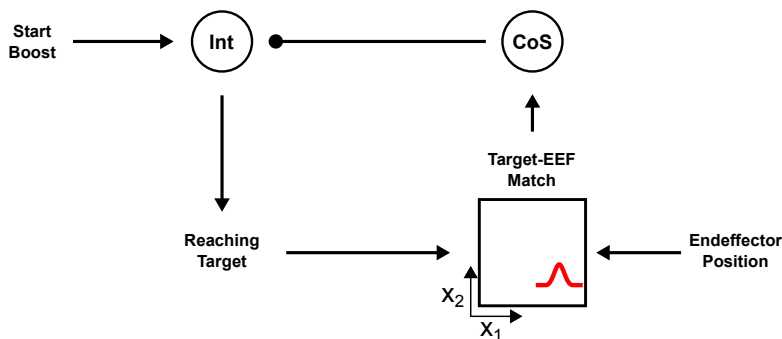 Start
Boost
Int
CoS
Target-EEF
Match
Reaching
Target
Endeffector
Position
X2
X1